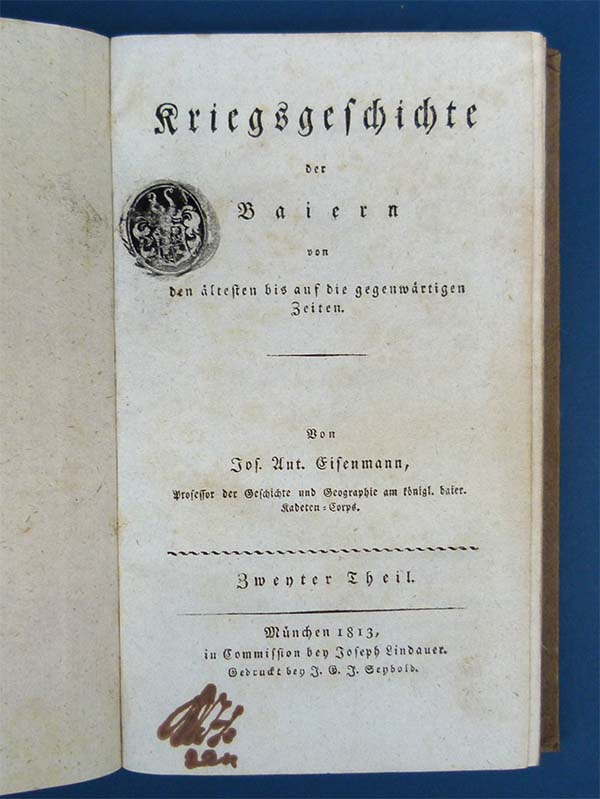 Kriegsgeschichte
der
Baiern
von
den ältesten bis auf die gegenwärtigen
Zeiten.
Von
Jos. Ant. Eisenmann,
Professor der Geschichte und Geographie am königl. baier.
Kadeten-Corps.
Zweyter Theil.
München 1813,
in Commission bey Joseph Lindauer.
Gedruckt bey J. G. J. Seybold.